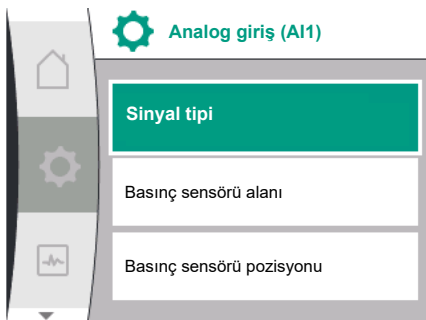 Analog giriş (AI1)
Sinyal tipi
Basınç sensörü alanı
Basınç sensörü pozisyonu